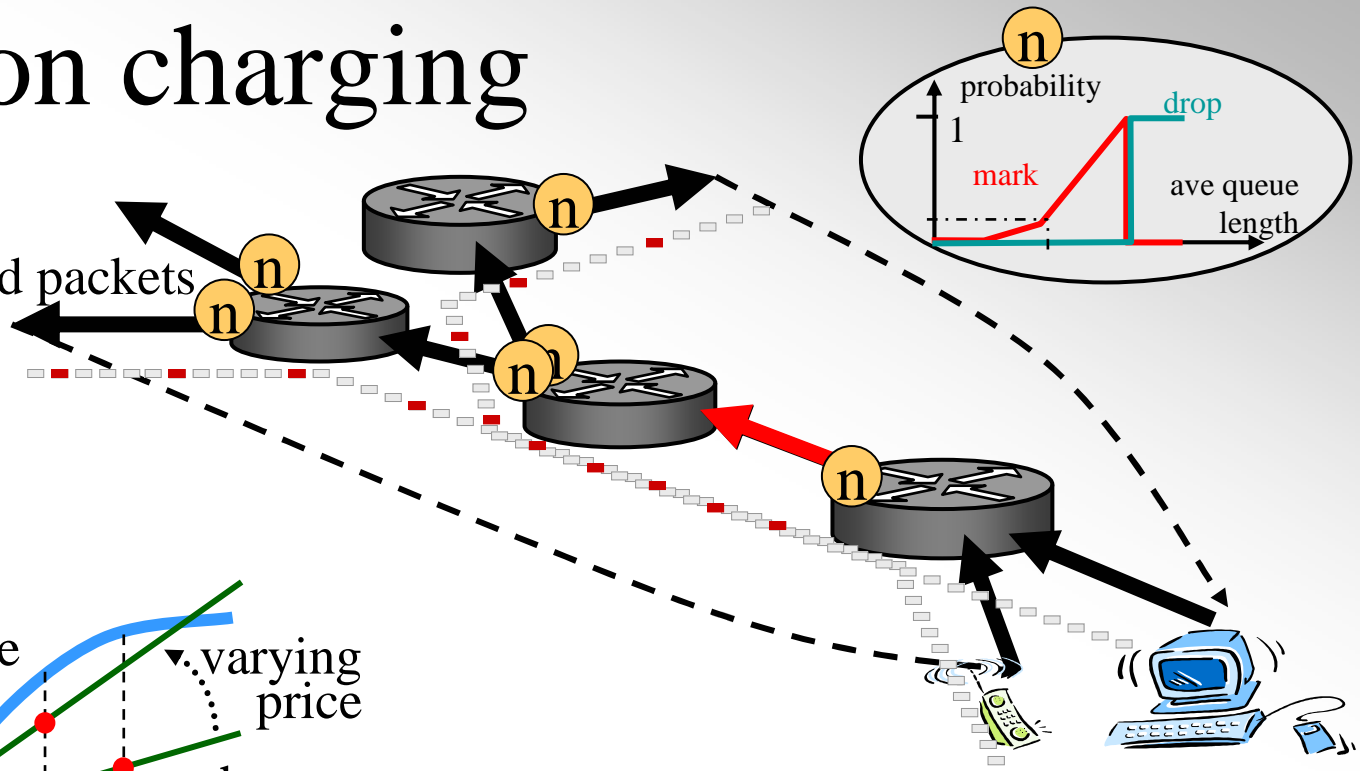 on charging
n
probability
drop
1
mark
ave queue
length
n
n
d packets
n
n
n
n
e
varying
price